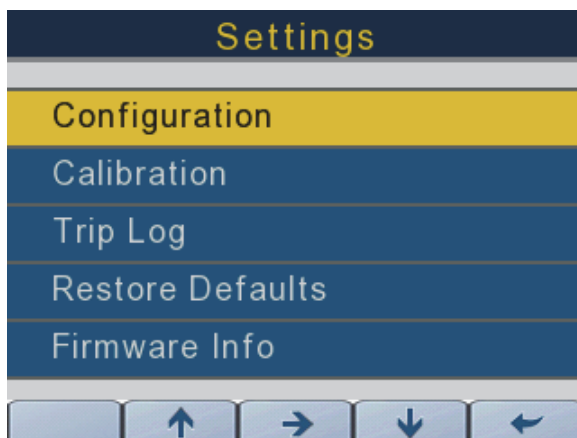 Settings
Configuration
Calibration
Trip Log
Restore Defaults
Firmware Info